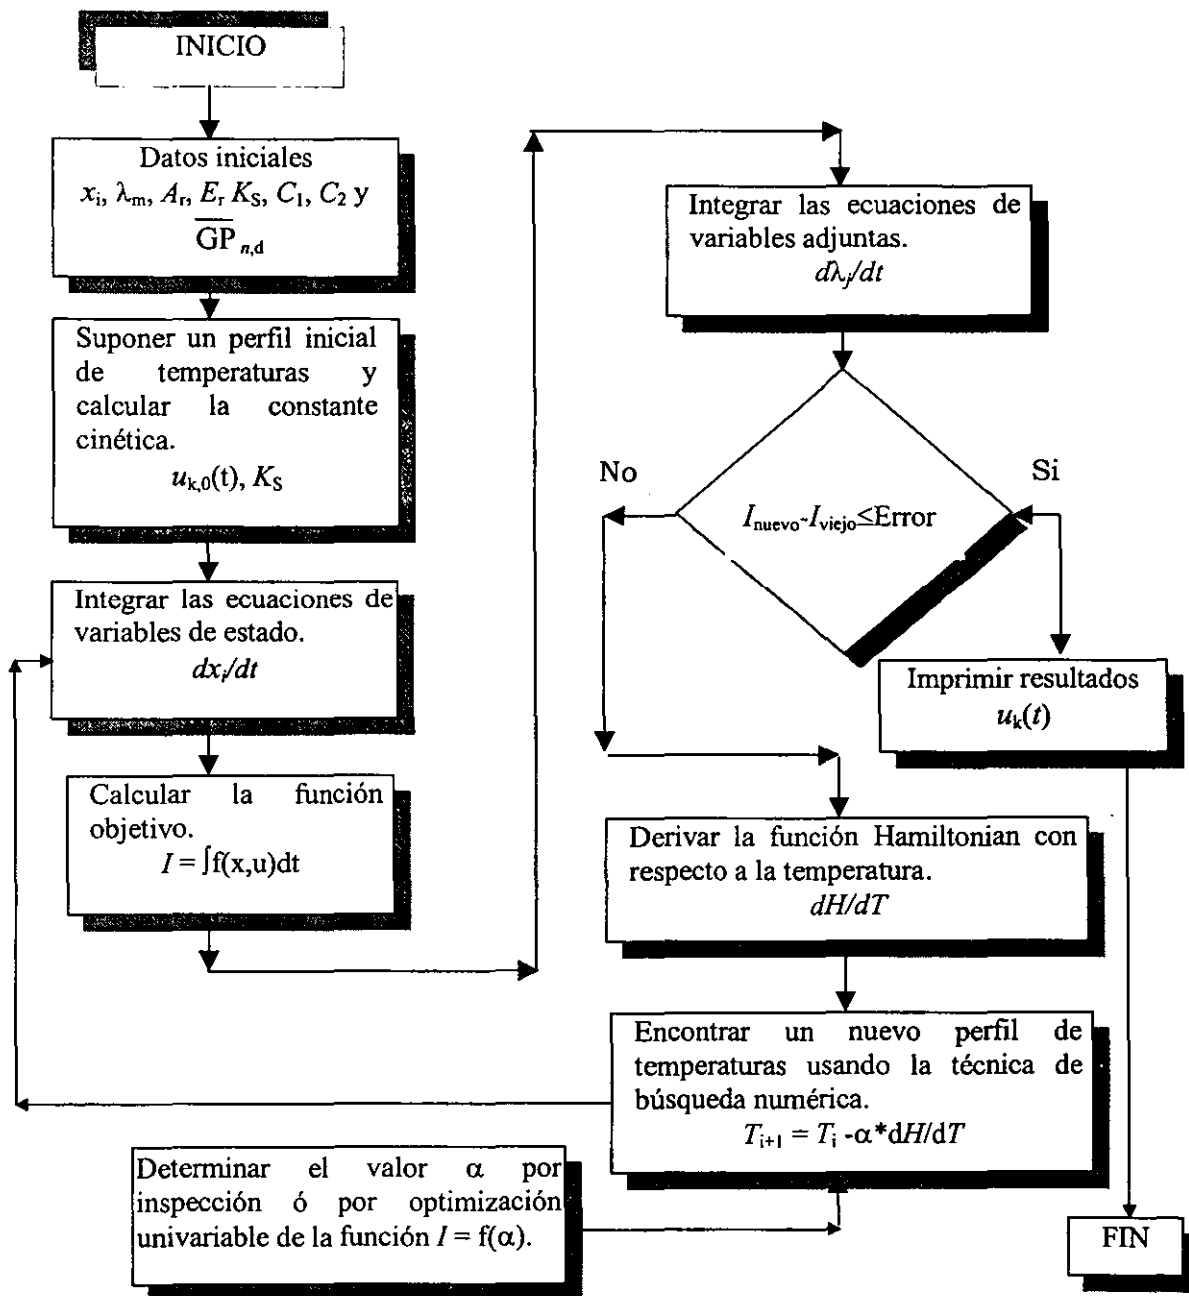 INICIO
Datos iniciales
xi, λm, Ar, Er KS, C1, C2 y
GP n,d
Suponer un perfil inicial
de temperaturas y
calcular la constante
cinética.
uk,0(t), KS
Integrar las ecuaciones de
variables de estado.
dxi/dt
Calcular la función
objetivo.
I = ∫f(x,u)dt
Integrar las ecuaciones de
variables adjuntas.
dλj/dt
No
Si
Inuevo-Iviejo≤Error
Imprimir resultados
uk(t)
Derivar la función Hamiltonian con
respecto a la temperatura.
dH/dT
Encontrar un nuevo perfil de
temperaturas usando la técnica de
búsqueda numérica.
Ti+1 = Ti -α*dH/dT
Determinar el valor α por
inspección ó por optimización
univariable de la función I = f(α).
FIN